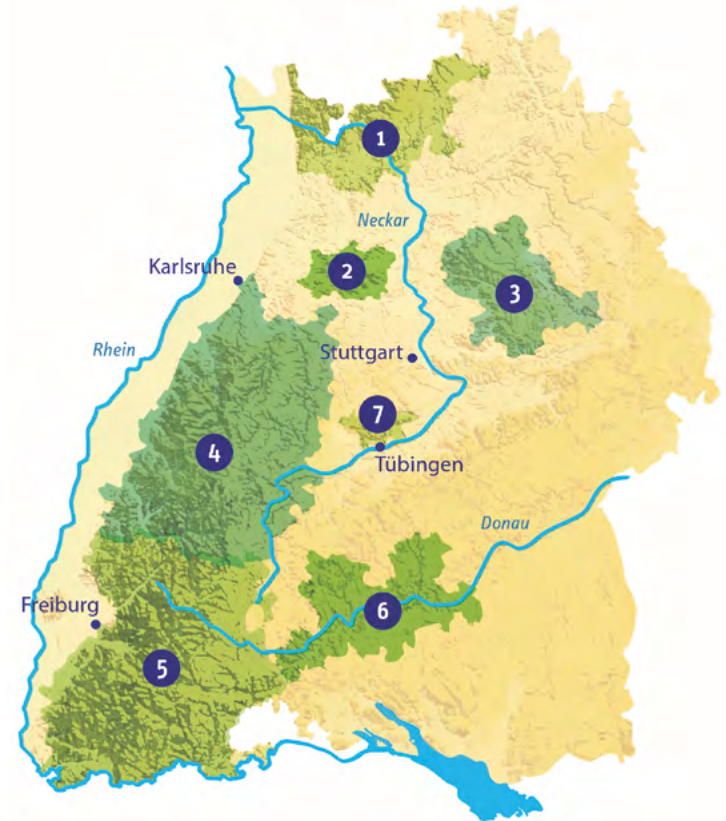 1
Neckar
2
Karlsruhe
3
Rhein
Stuttgart
7
4
Tübingen
Donau
Freiburg
6
5